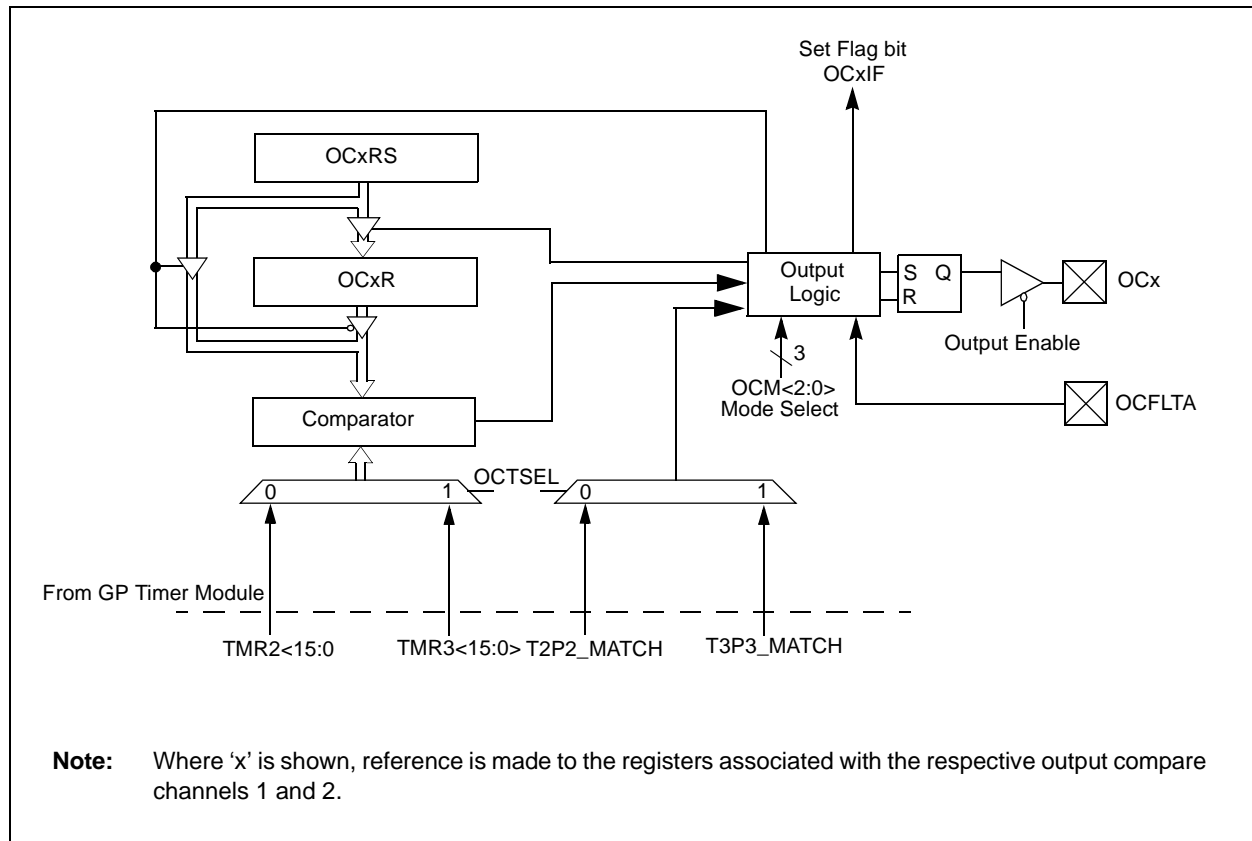 Set Flag bit
OCxIF
OCxRS
OCxR
Output
Logic
S Q
R
OCx
Output Enable
3
OCM<2:0>
Mode Select
OCFLTA
Comparator
0
1
OCTSEL
0
1
From GP Timer Module
TMR2<15:0
TMR3<15:0>
T2P2_MATCH
T3P3_MATCH
Note: Where ‘x’ is shown, reference is made to the registers associated with the respective output compare
channels 1 and 2.